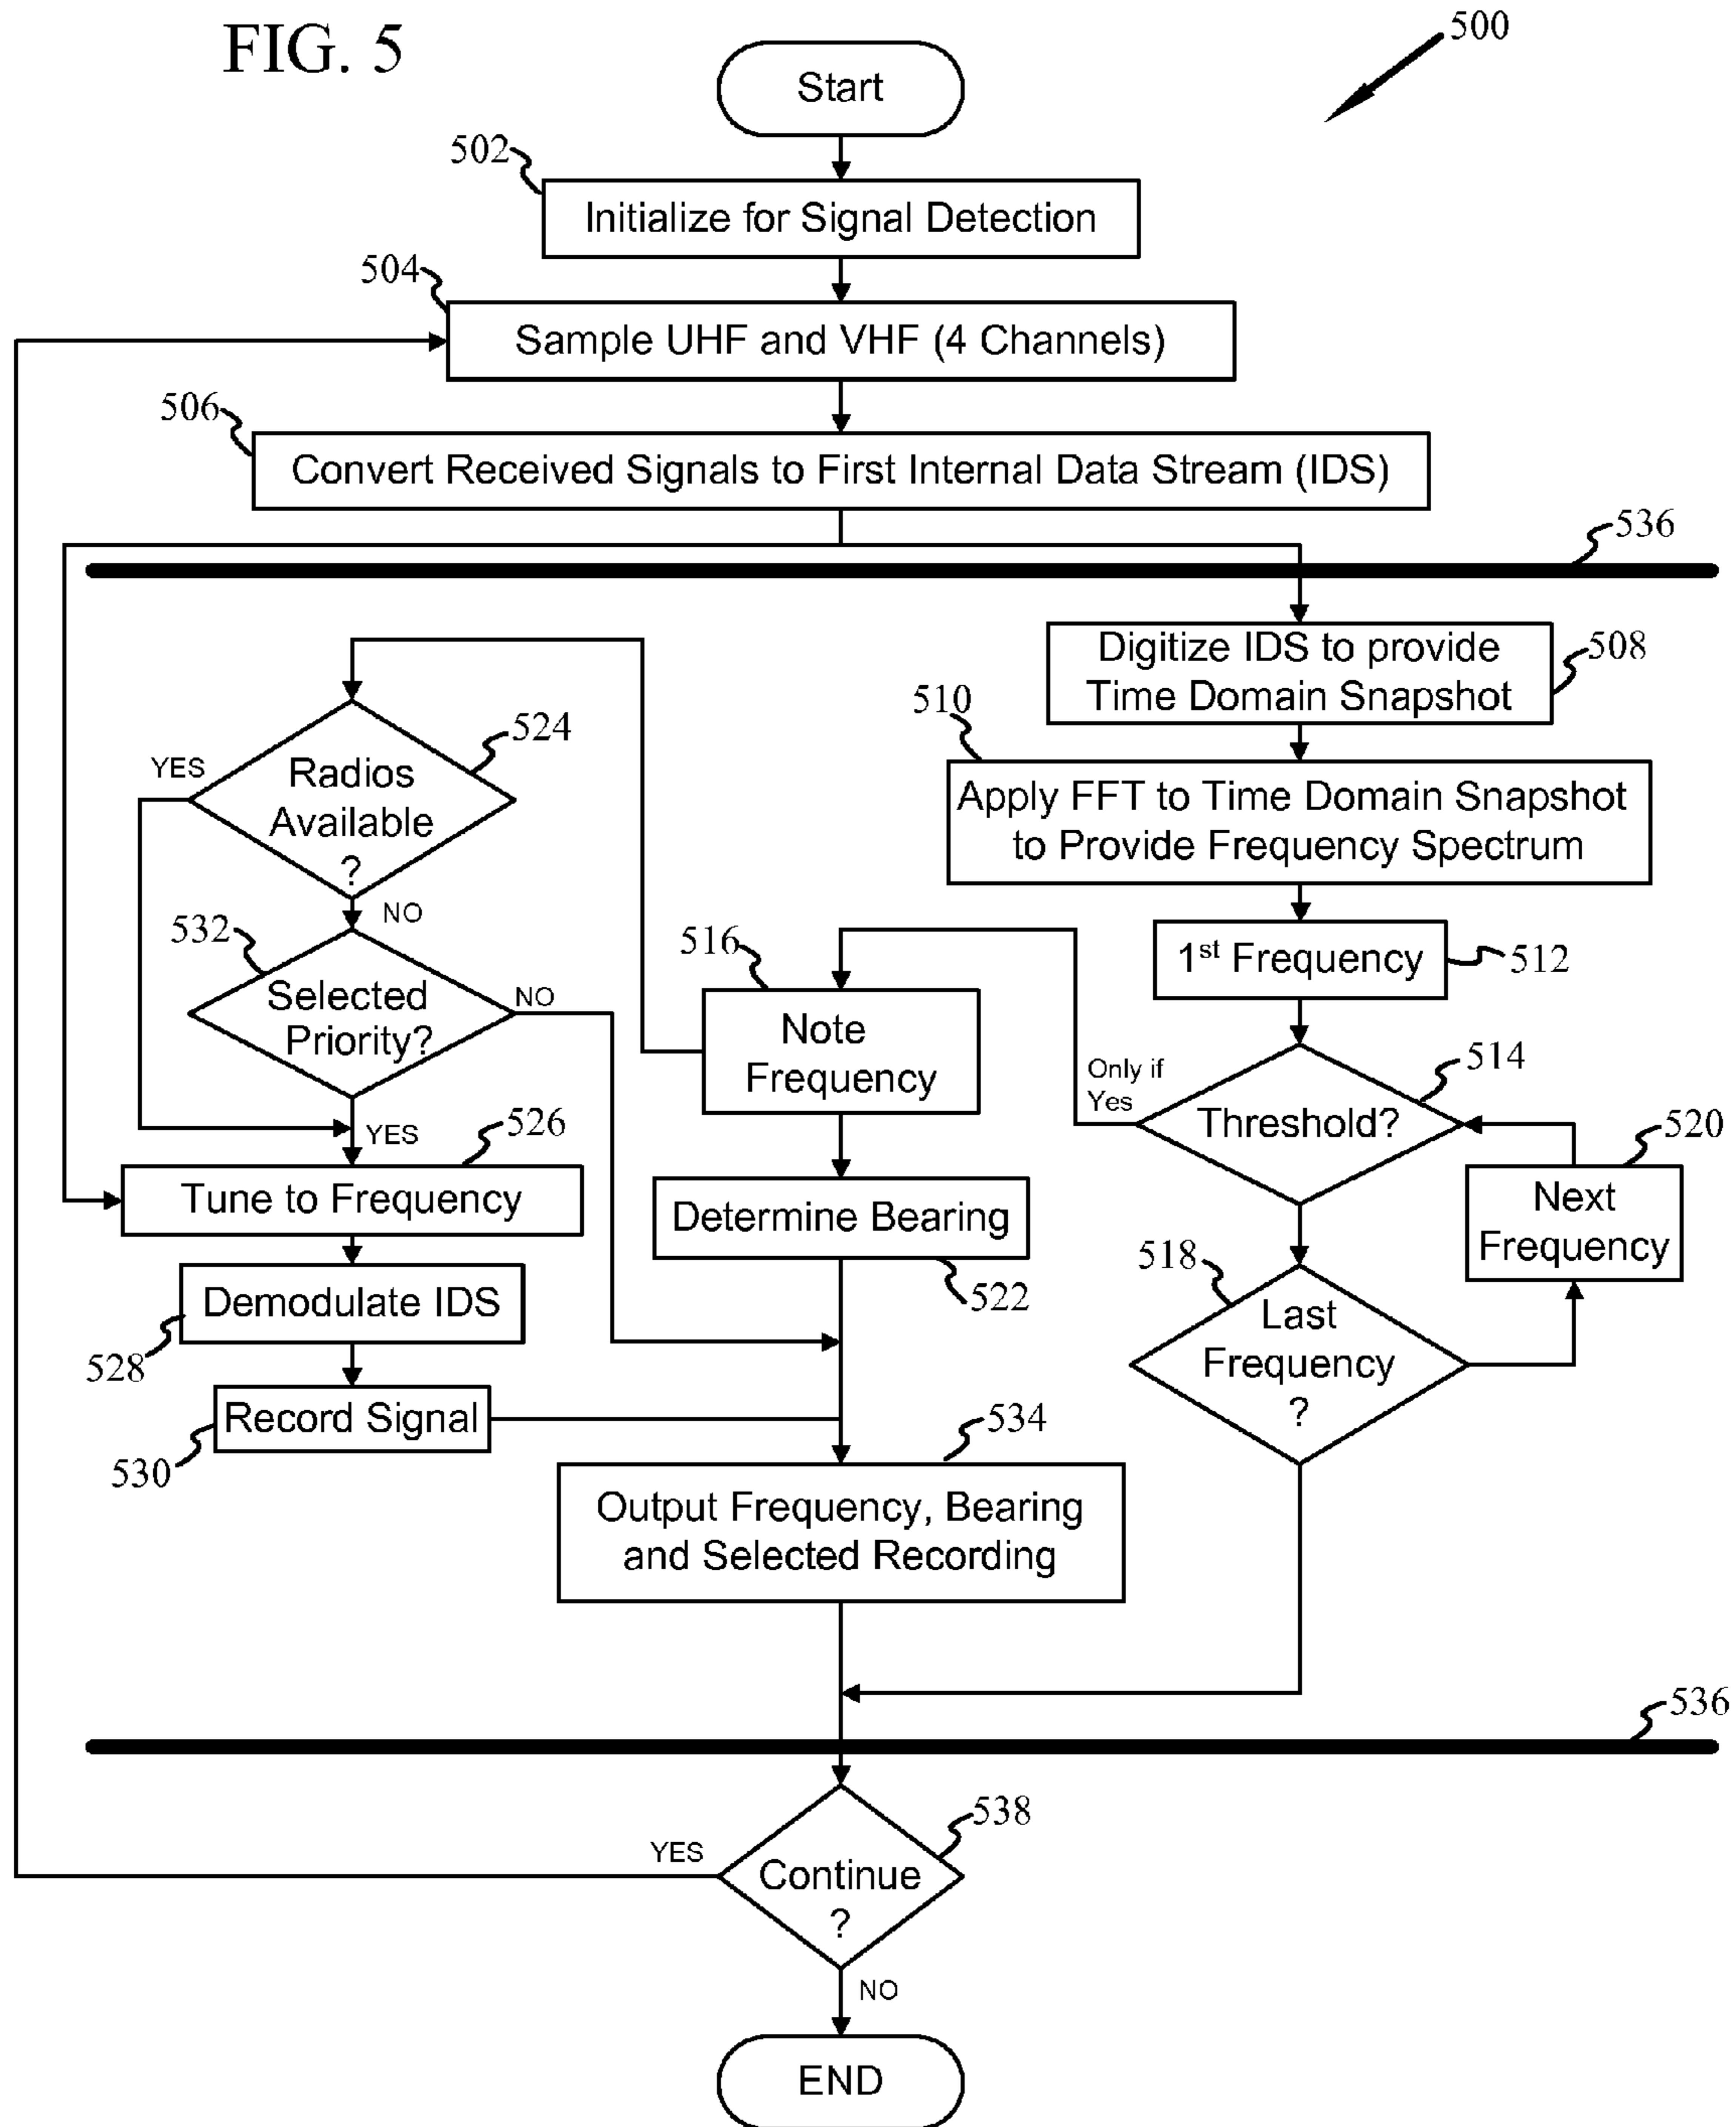 FIG. 5
500
Start
502
Initialize for Signal Detection
504
Sample UHF and VHF (4 Channels)
506
Convert Received Signals to First Internal Data Stream (IDS)
536
Digitize IDS to provide
Time Domain Snapshot
508
510
Apply FFT to Time Domain Snapshot
to Provide Frequency Spectrum
1st Frequency
512
514
Threshold?
Only if
Yes
516
Note
Frequency
520
Next
Frequency
518
Last
Frequency
?
524
Radios
Available
?
YES
NO
532
Selected
Priority?
NO
YES
526
Tune to Frequency
Determine Bearing
522
Demodulate IDS
528
Record Signal
530
534
Output Frequency, Bearing
and Selected Recording
536
538
Continue
?
YES
NO
END